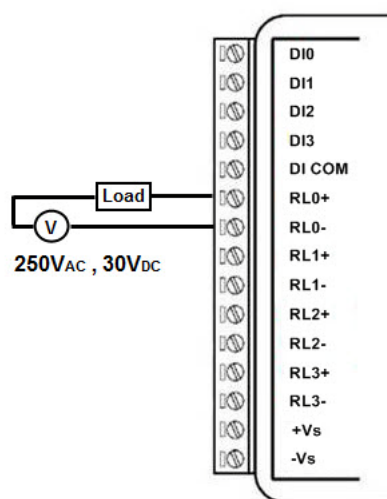 DI0
DI1
DI2
DI3
DI COM
Load
RL0+
V
RL0-
250VAC , 30VDC
RL1+
RL1-
RL2+
RL2-
RL3+
RL3-
+Vs
-Vs